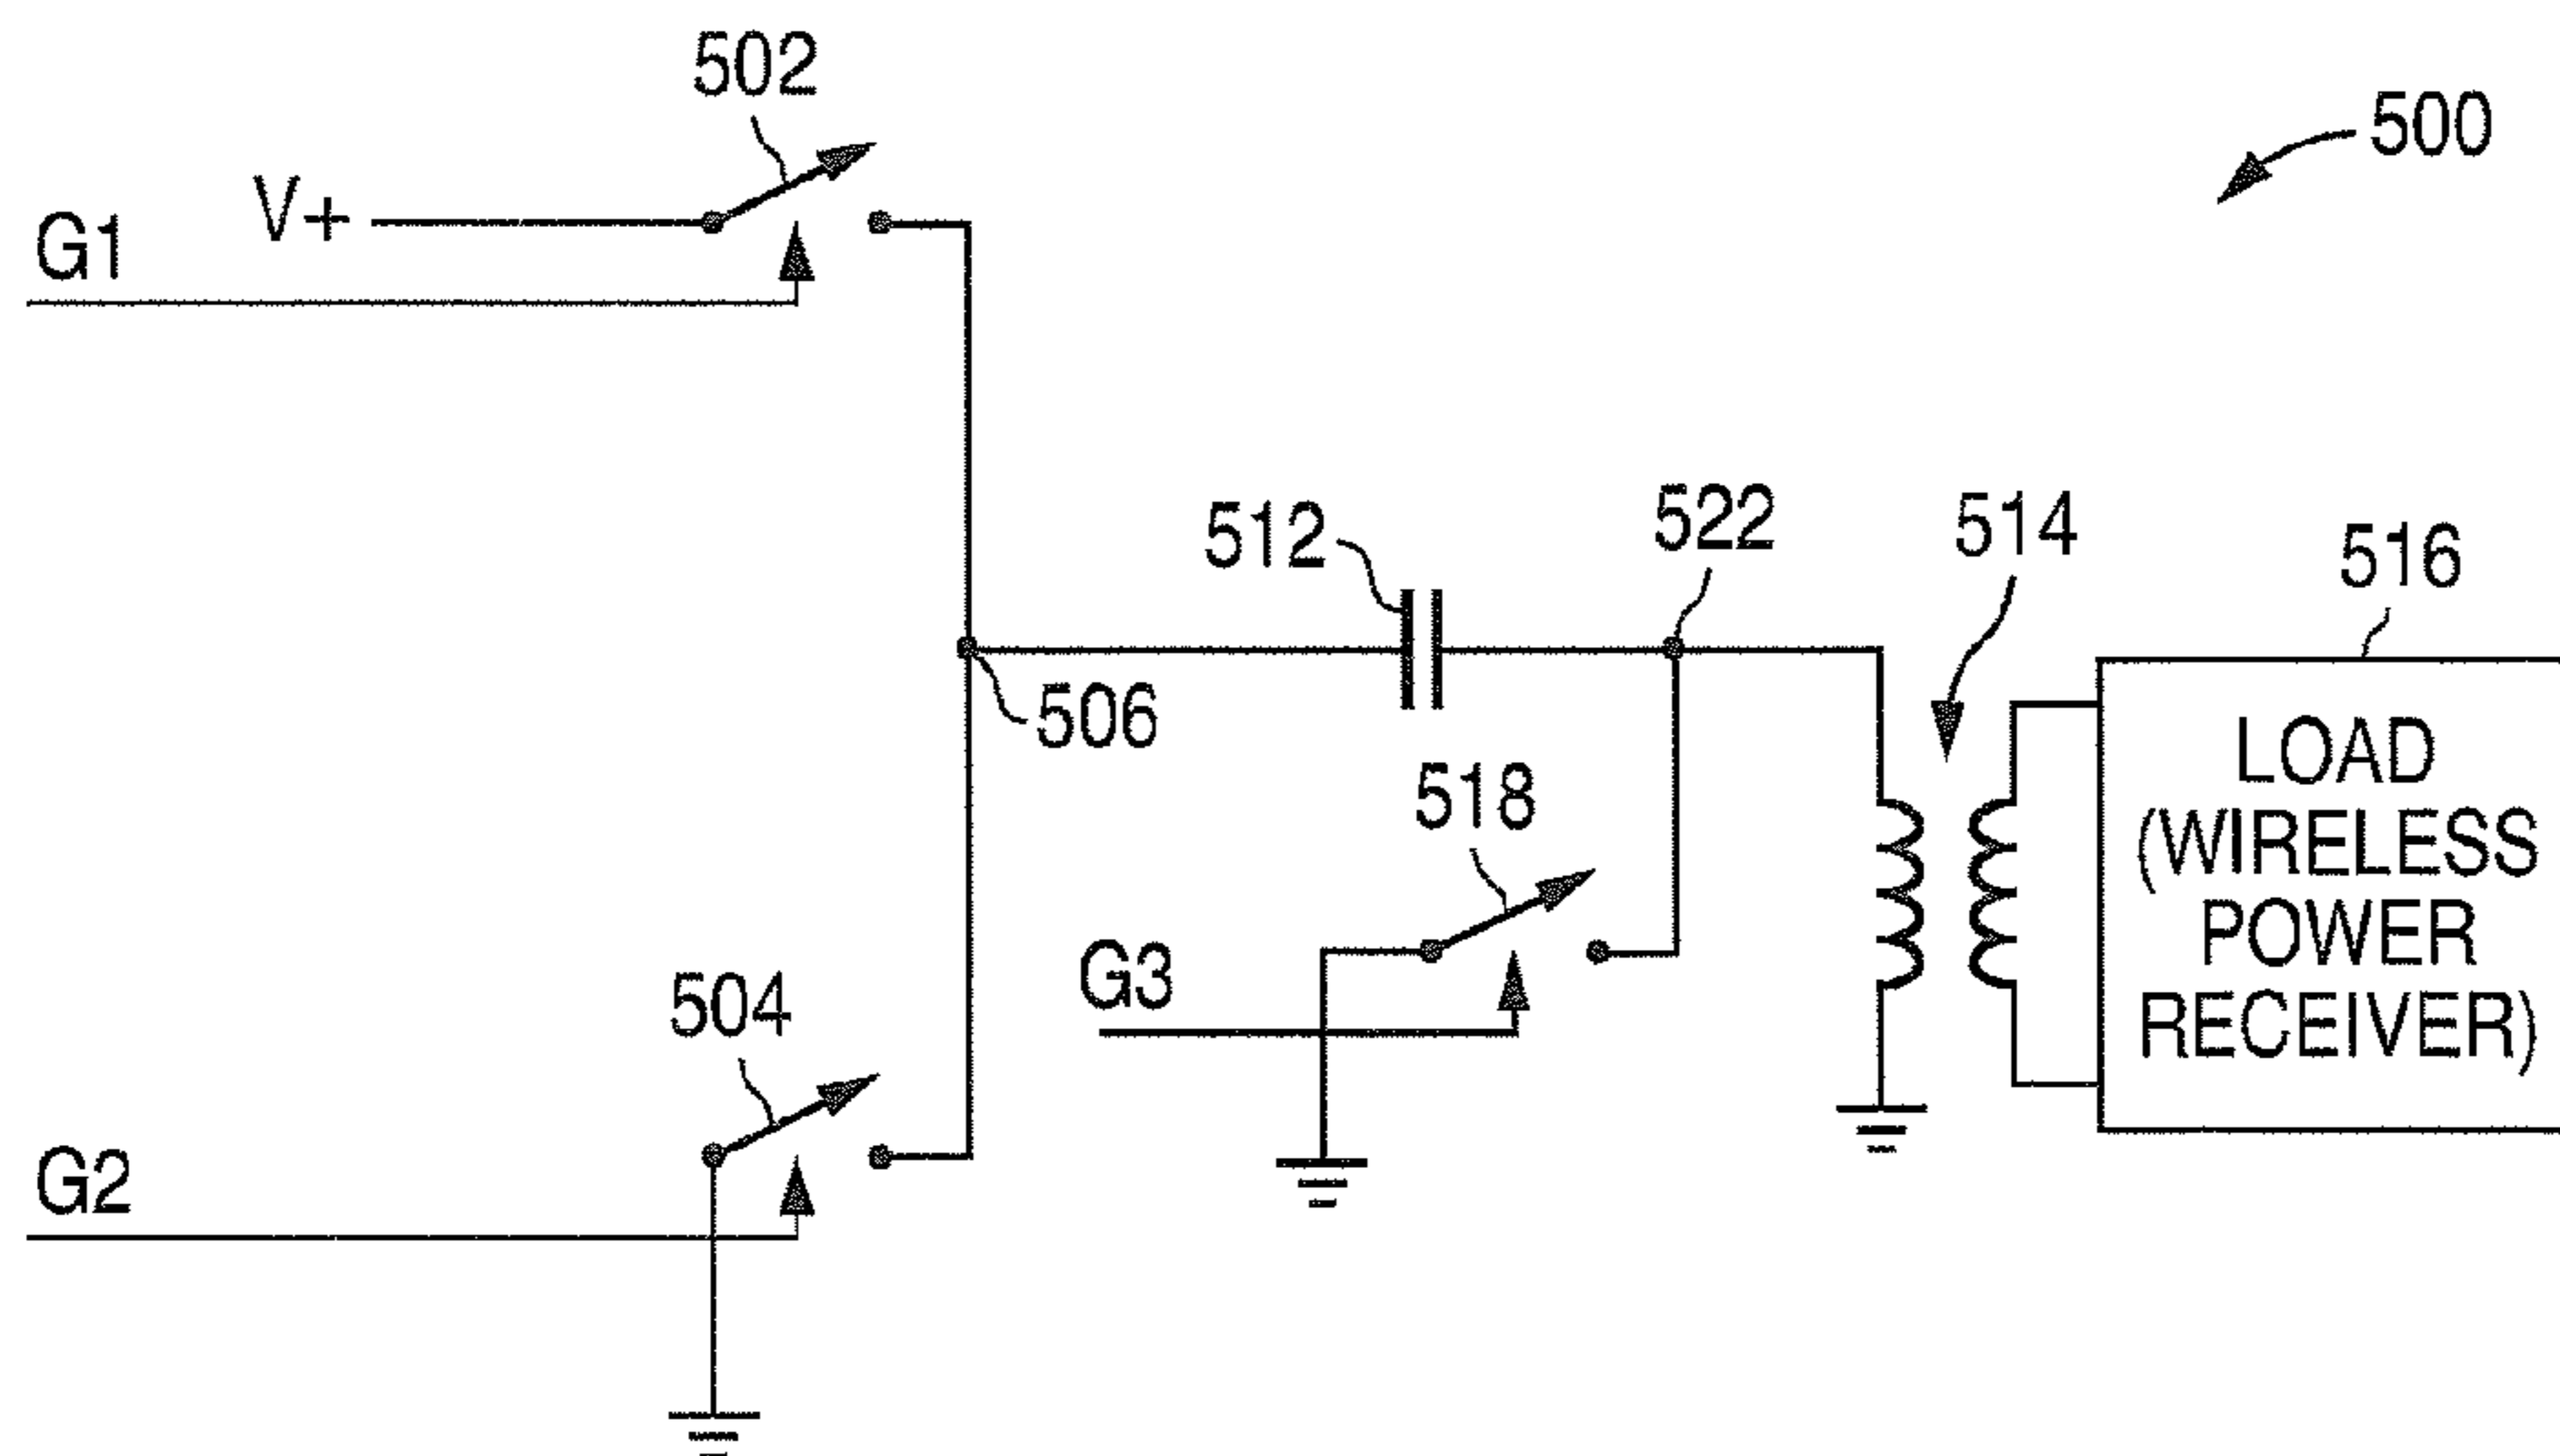 502
500
G1
V+
512
522
514
516
506
518
LOAD
(WIRELESS
POWER
RECEIVER)
504
G3
G2